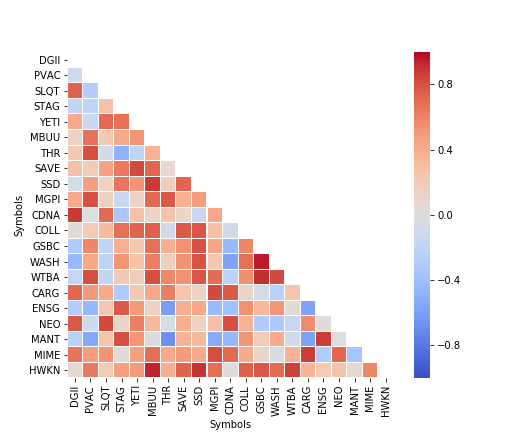 DGII
PVAC
SLQT
STAG
YETI
MBUU
THR
SAVE
SSD
MGPI
CDNA
COLL
GSBC
WASH
WTBA
CARG
ENSG
NEO
MANT
MIME
HWKN
Symbols
DGII PVAC SLQT STAG YETI MBUU THR SAVE SSD MGPI CDNA COLL GSBC WASH WTBA CARG ENSG NEO MANT MIME HWKN
Symbols
0.8
0.4
0.0
−0.4
−0.8